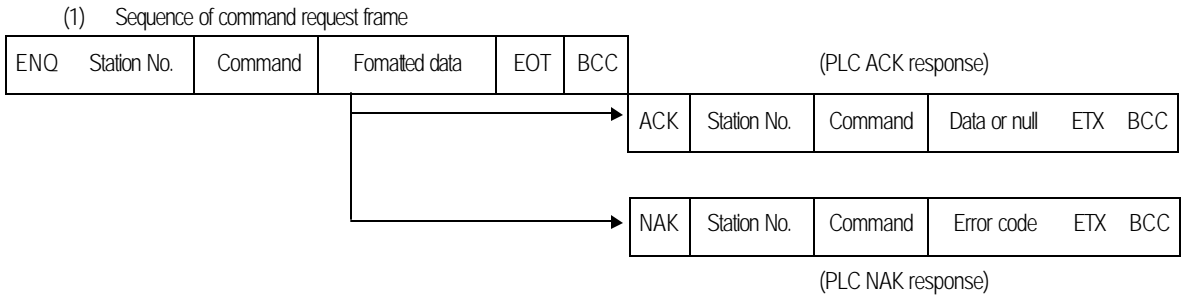 (1) Sequence of command request frame
ENQ Station No. Command Fomatted data EOT BCC
(PLC ACK response)
ACK Station No. Command Data or null ETX BCC
NAK Station No. Command Error code ETX BCC
(PLC NAK response)